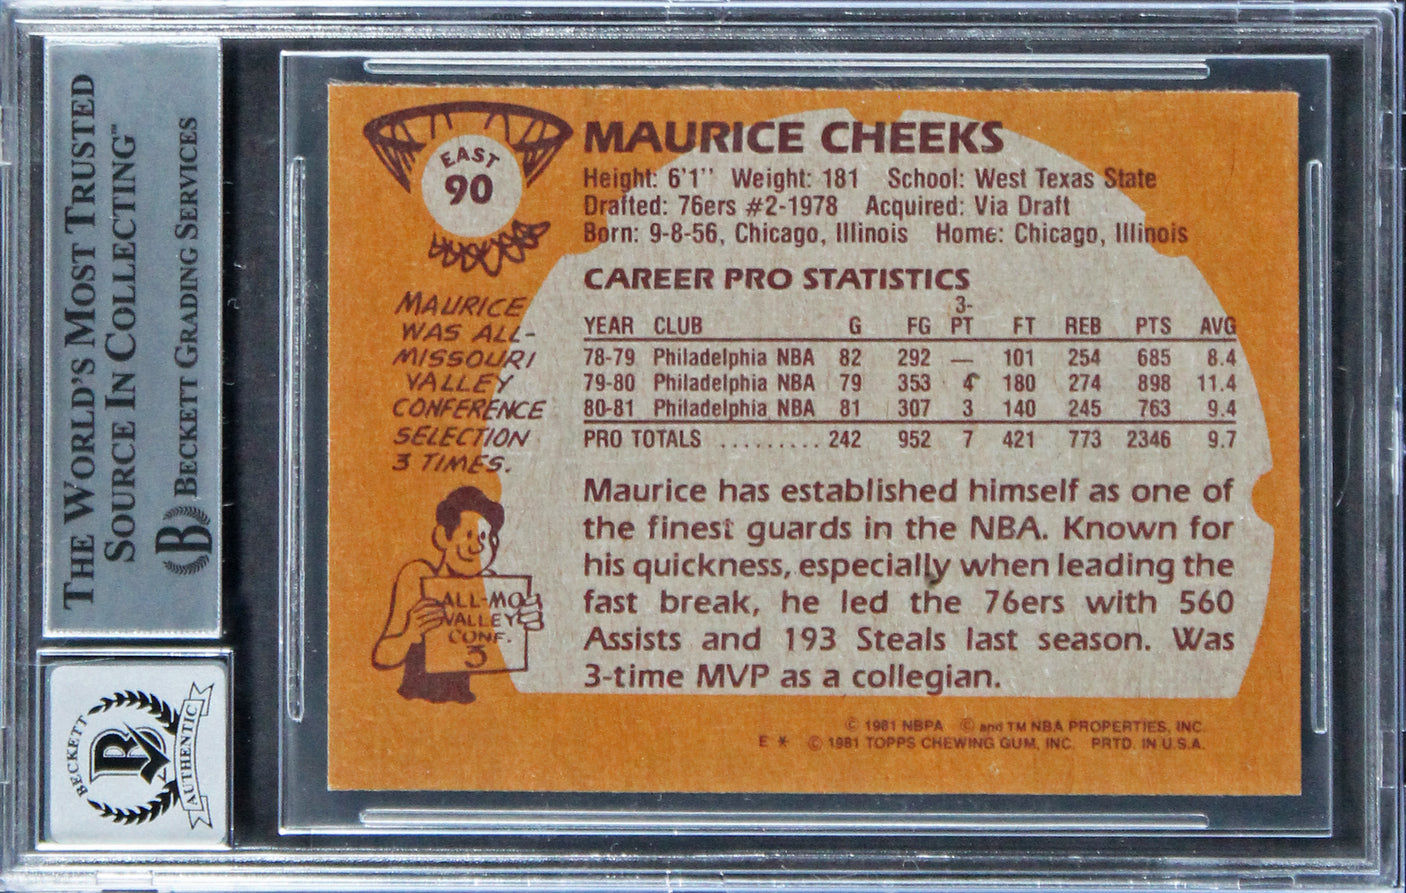 THE WORLD'S MOST TRUSTED
SOURCE IN COLLECTING™
B BECKETT GRADING SERVICES
BECKETT
B
AUTHENTIC
EAST
90
MAURICE CHEEKS
Height: 6'1'' Weight: 181 School: West Texas State
Drafted: 76ers #2-1978 Acquired: Via Draft
Born: 9-8-56, Chicago, Illinois Home: Chicago, Illinois
CAREER PRO STATISTICS
YEAR CLUB G FG 3-PT FT REB PTS AVG
78-79 Philadelphia NBA 82 292 — 101 254 685 8.4
79-80 Philadelphia NBA 79 353 4 180 274 898 11.4
80-81 Philadelphia NBA 81 307 3 140 245 763 9.4
PRO TOTALS ......... 242 952 7 421 773 2346 9.7
MAURICE
WAS ALL-
MISSOURI
VALLEY
CONFERENCE
SELECTION
3 TIMES.
ALL-MO
VALLEY
CONF.
3
Maurice has established himself as one of
the finest guards in the NBA. Known for
his quickness, especially when leading the
fast break, he led the 76ers with 560
Assists and 193 Steals last season. Was
3-time MVP as a collegian.
© 1981 NBPA © and TM NBA PROPERTIES, INC.
E * © 1981 TOPPS CHEWING GUM, INC. PRTD. IN U.S.A.